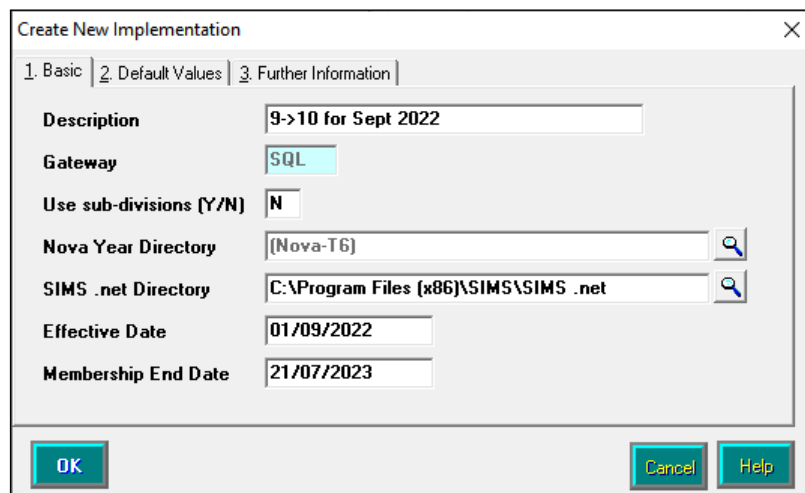 Create New Implementation
1. Basic 2. Default Values 3. Further Information
Description 9->10 for Sept 2022
Gateway SQL
Use sub-divisions (Y/N) N
Nova Year Directory (Nova-T6)
SIMS .net Directory C:\Program Files (x86)\SIMS\SIMS .net
Effective Date 01/09/2022
Membership End Date 21/07/2023
OK Cancel Help